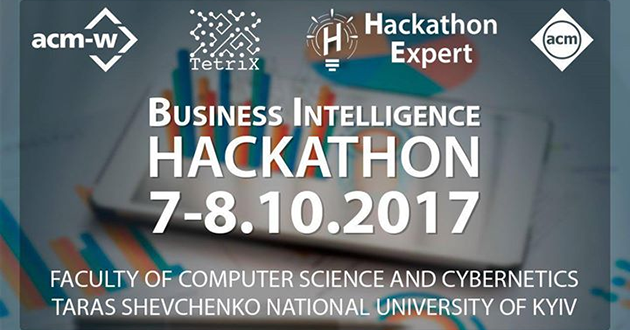 acm-w
TetriX
Hackathon
Expert
acm
BUSINESS INTELLIGENCE
HACKATHON
7-8.10.2017
FACULTY OF COMPUTER SCIENCE AND CYBERNETICS
TARAS SHEVCHENKO NATIONAL UNIVERSITY OF KYIV